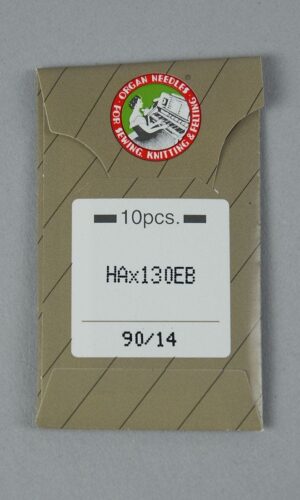 ORGAN NEEDLES
FOR SEWING, KNITTING & FELTING
10pcs.
HAx130EB
90/14